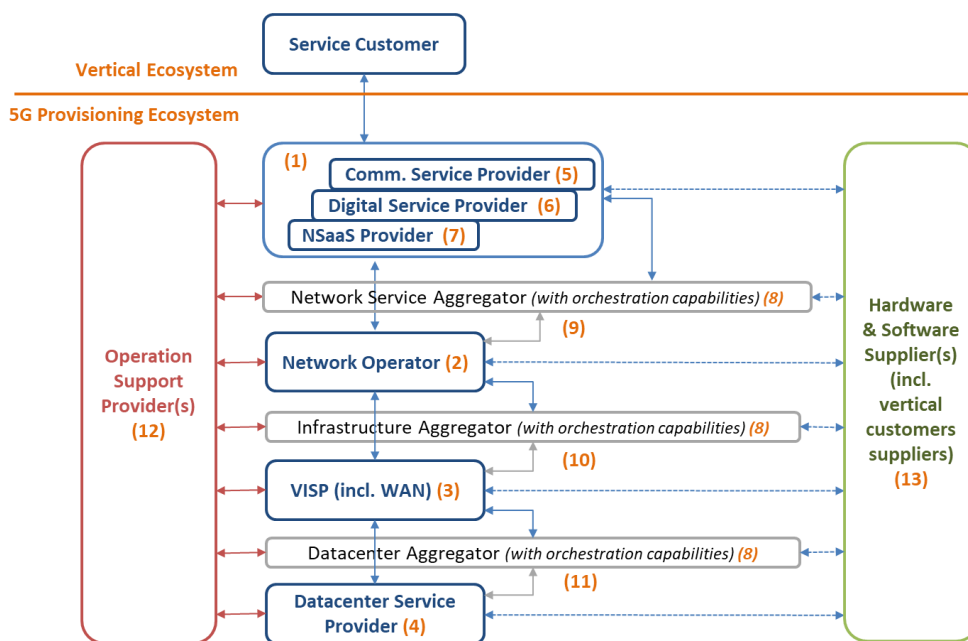 Service Customer
Vertical Ecosystem
5G Provisioning Ecosystem
(1)
Comm. Service Provider (5)
Digital Service Provider (6)
NSaaS Provider (7)
Network Service Aggregator (with orchestration capabilities) (8)
(9)
Network Operator (2)
Infrastructure Aggregator (with orchestration capabilities) (8)
(10)
VISP (incl. WAN) (3)
Datacenter Aggregator (with orchestration capabilities) (8)
(11)
Datacenter Service
Provider (4)
Operation
Support
Provider(s)
(12)
Hardware
& Software
Supplier(s)
(incl.
vertical
customers
suppliers)
(13)